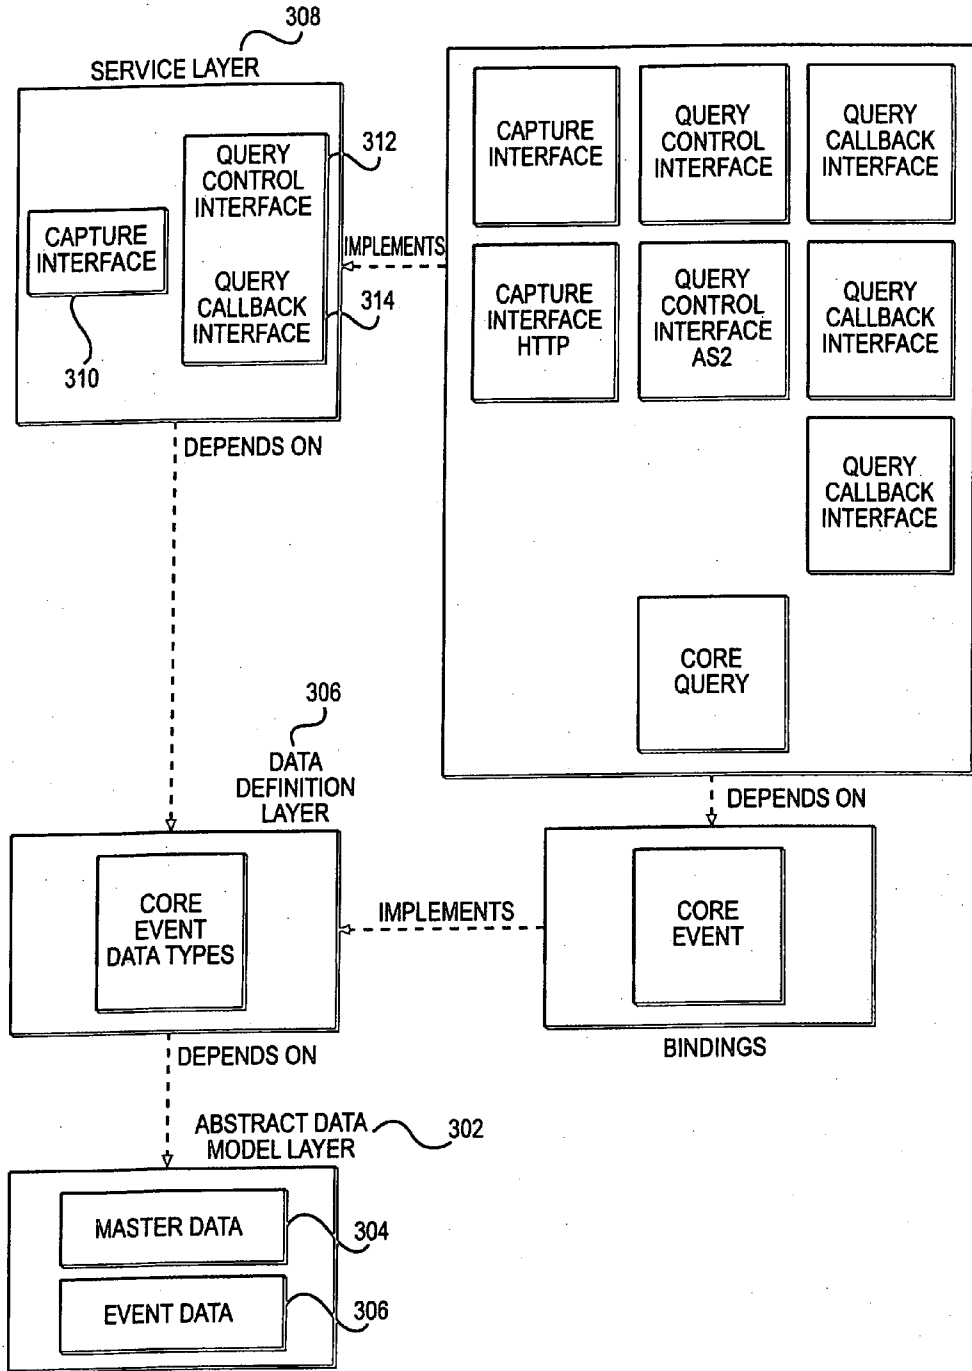 308
SERVICE LAYER
QUERY
CONTROL
INTERFACE
312
CAPTURE
INTERFACE
QUERY
CALLBACK
INTERFACE
314
310
IMPLEMENTS
CAPTURE
INTERFACE
QUERY
CONTROL
INTERFACE
QUERY
CALLBACK
INTERFACE
CAPTURE
INTERFACE
HTTP
QUERY
CONTROL
INTERFACE
AS2
QUERY
CALLBACK
INTERFACE
QUERY
CALLBACK
INTERFACE
CORE
QUERY
DEPENDS ON
306
DATA
DEFINITION
LAYER
DEPENDS ON
CORE
EVENT
DATA TYPES
IMPLEMENTS
CORE
EVENT
BINDINGS
DEPENDS ON
ABSTRACT DATA
MODEL LAYER
302
MASTER DATA
304
EVENT DATA
306